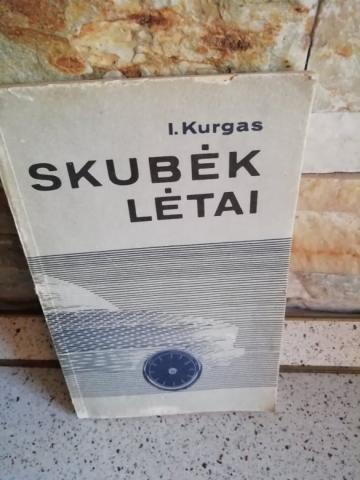 I. Kurgas
SKUBĖK
LĖTAI